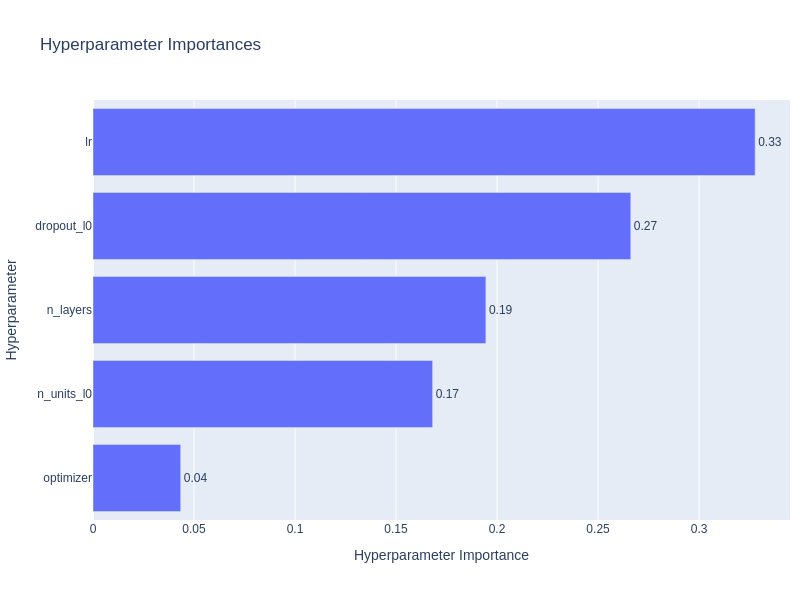 Hyperparameter Importances
Hyperparameter
lr
0.33
dropout_l0
0.27
n_layers
0.19
n_units_l0
0.17
optimizer
0.04
0
0.05
0.1
0.15
0.2
0.25
0.3
Hyperparameter Importance